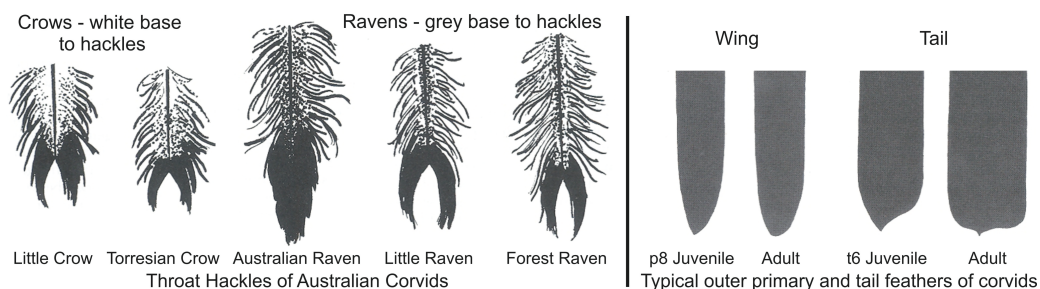 Crows - white base
to hackles
Ravens - grey base to hackles
Little Crow
Torresian Crow
Australian Raven
Little Raven
Forest Raven
Throat Hackles of Australian Corvids
Wing
Tail
p8 Juvenile
Adult
t6 Juvenile
Adult
Typical outer primary and tail feathers of corvids